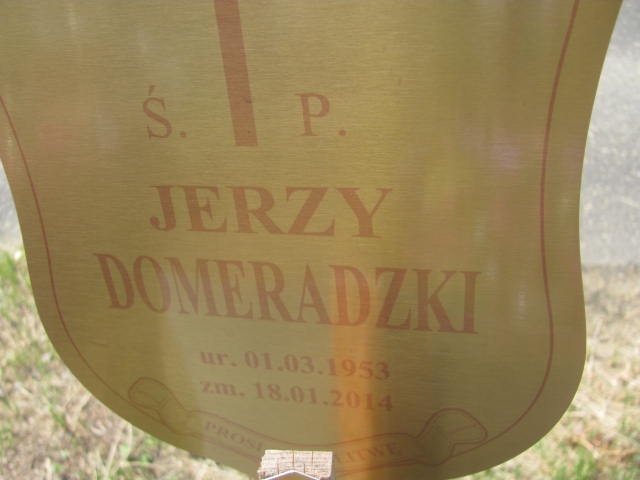 Ś. P.
JERZY
DOMERADZKI
ur. 01.03.1953
zm. 18.01.2014